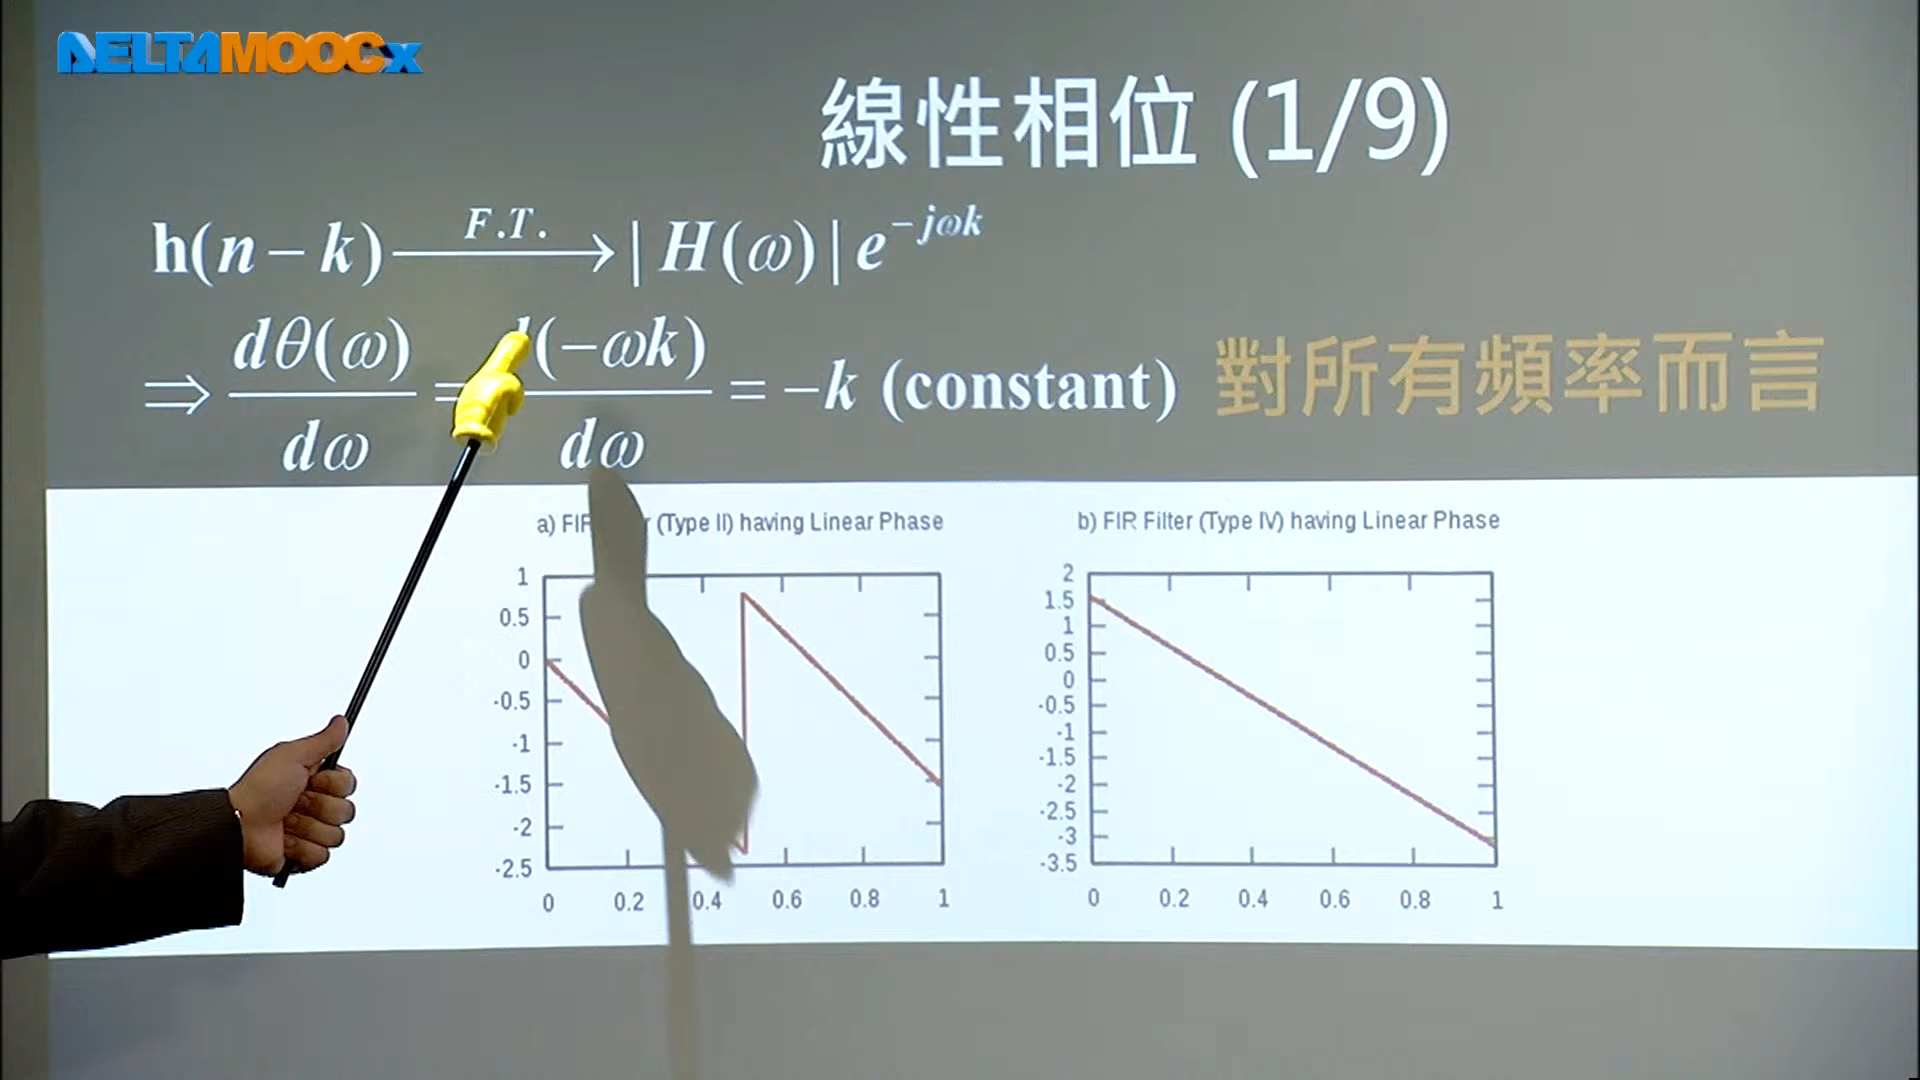 DELTAMOOCx
線性相位 (1/9)
h(n − k) —F.T.→ | H(ω) | e^{−jωk}
⇒ dθ(ω)/dω = d(−ωk)/dω = −k (constant) 對所有頻率而言
a) FIR (Type II) having Linear Phase
b) FIR Filter (Type IV) having Linear Phase
1
0.5
0
-0.5
-1
-1.5
-2
-2.5
0 0.2 0.4 0.6 0.8 1
2
1.5
1
0.5
0
-0.5
-1
-1.5
-2
-2.5
-3
-3.5
0 0.2 0.4 0.6 0.8 1